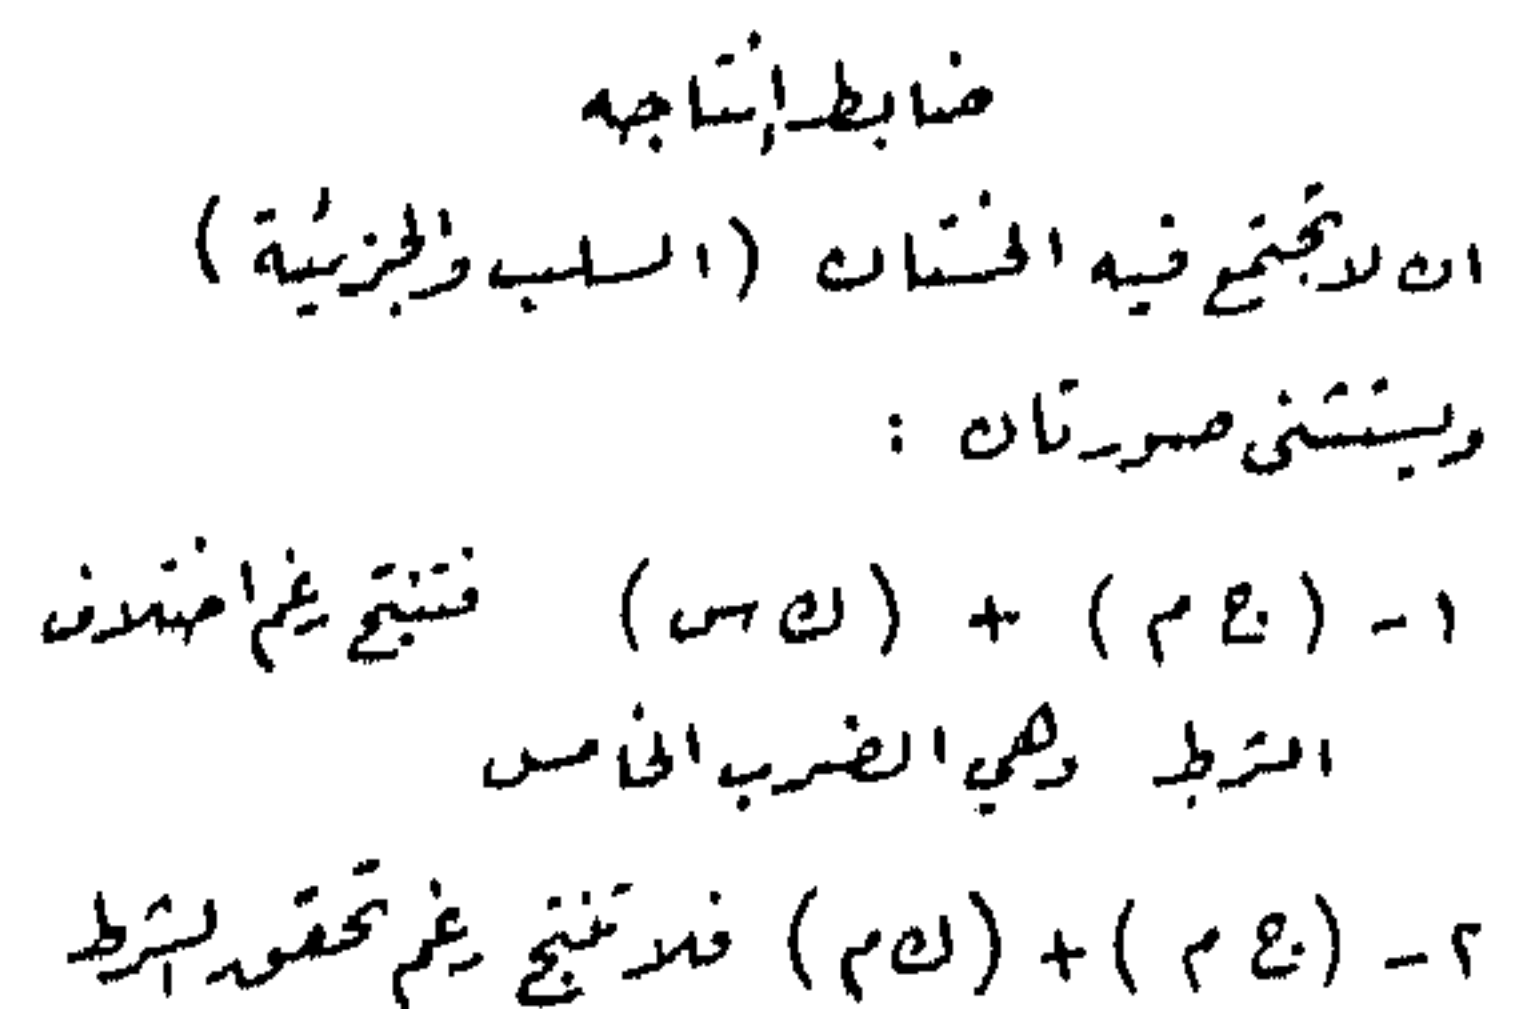 ضابط إنتاجه
ان لا تجتمع فيه الخستان (السلب والجزئية)
ويستثنى صورتان :
١- (ج م) + (ك س) فتنتج رغم اختلاف
الشرط وهي الضرب الخامس
٢- (ج م) + (ك م) فلا تنتج رغم تحقق الشرط